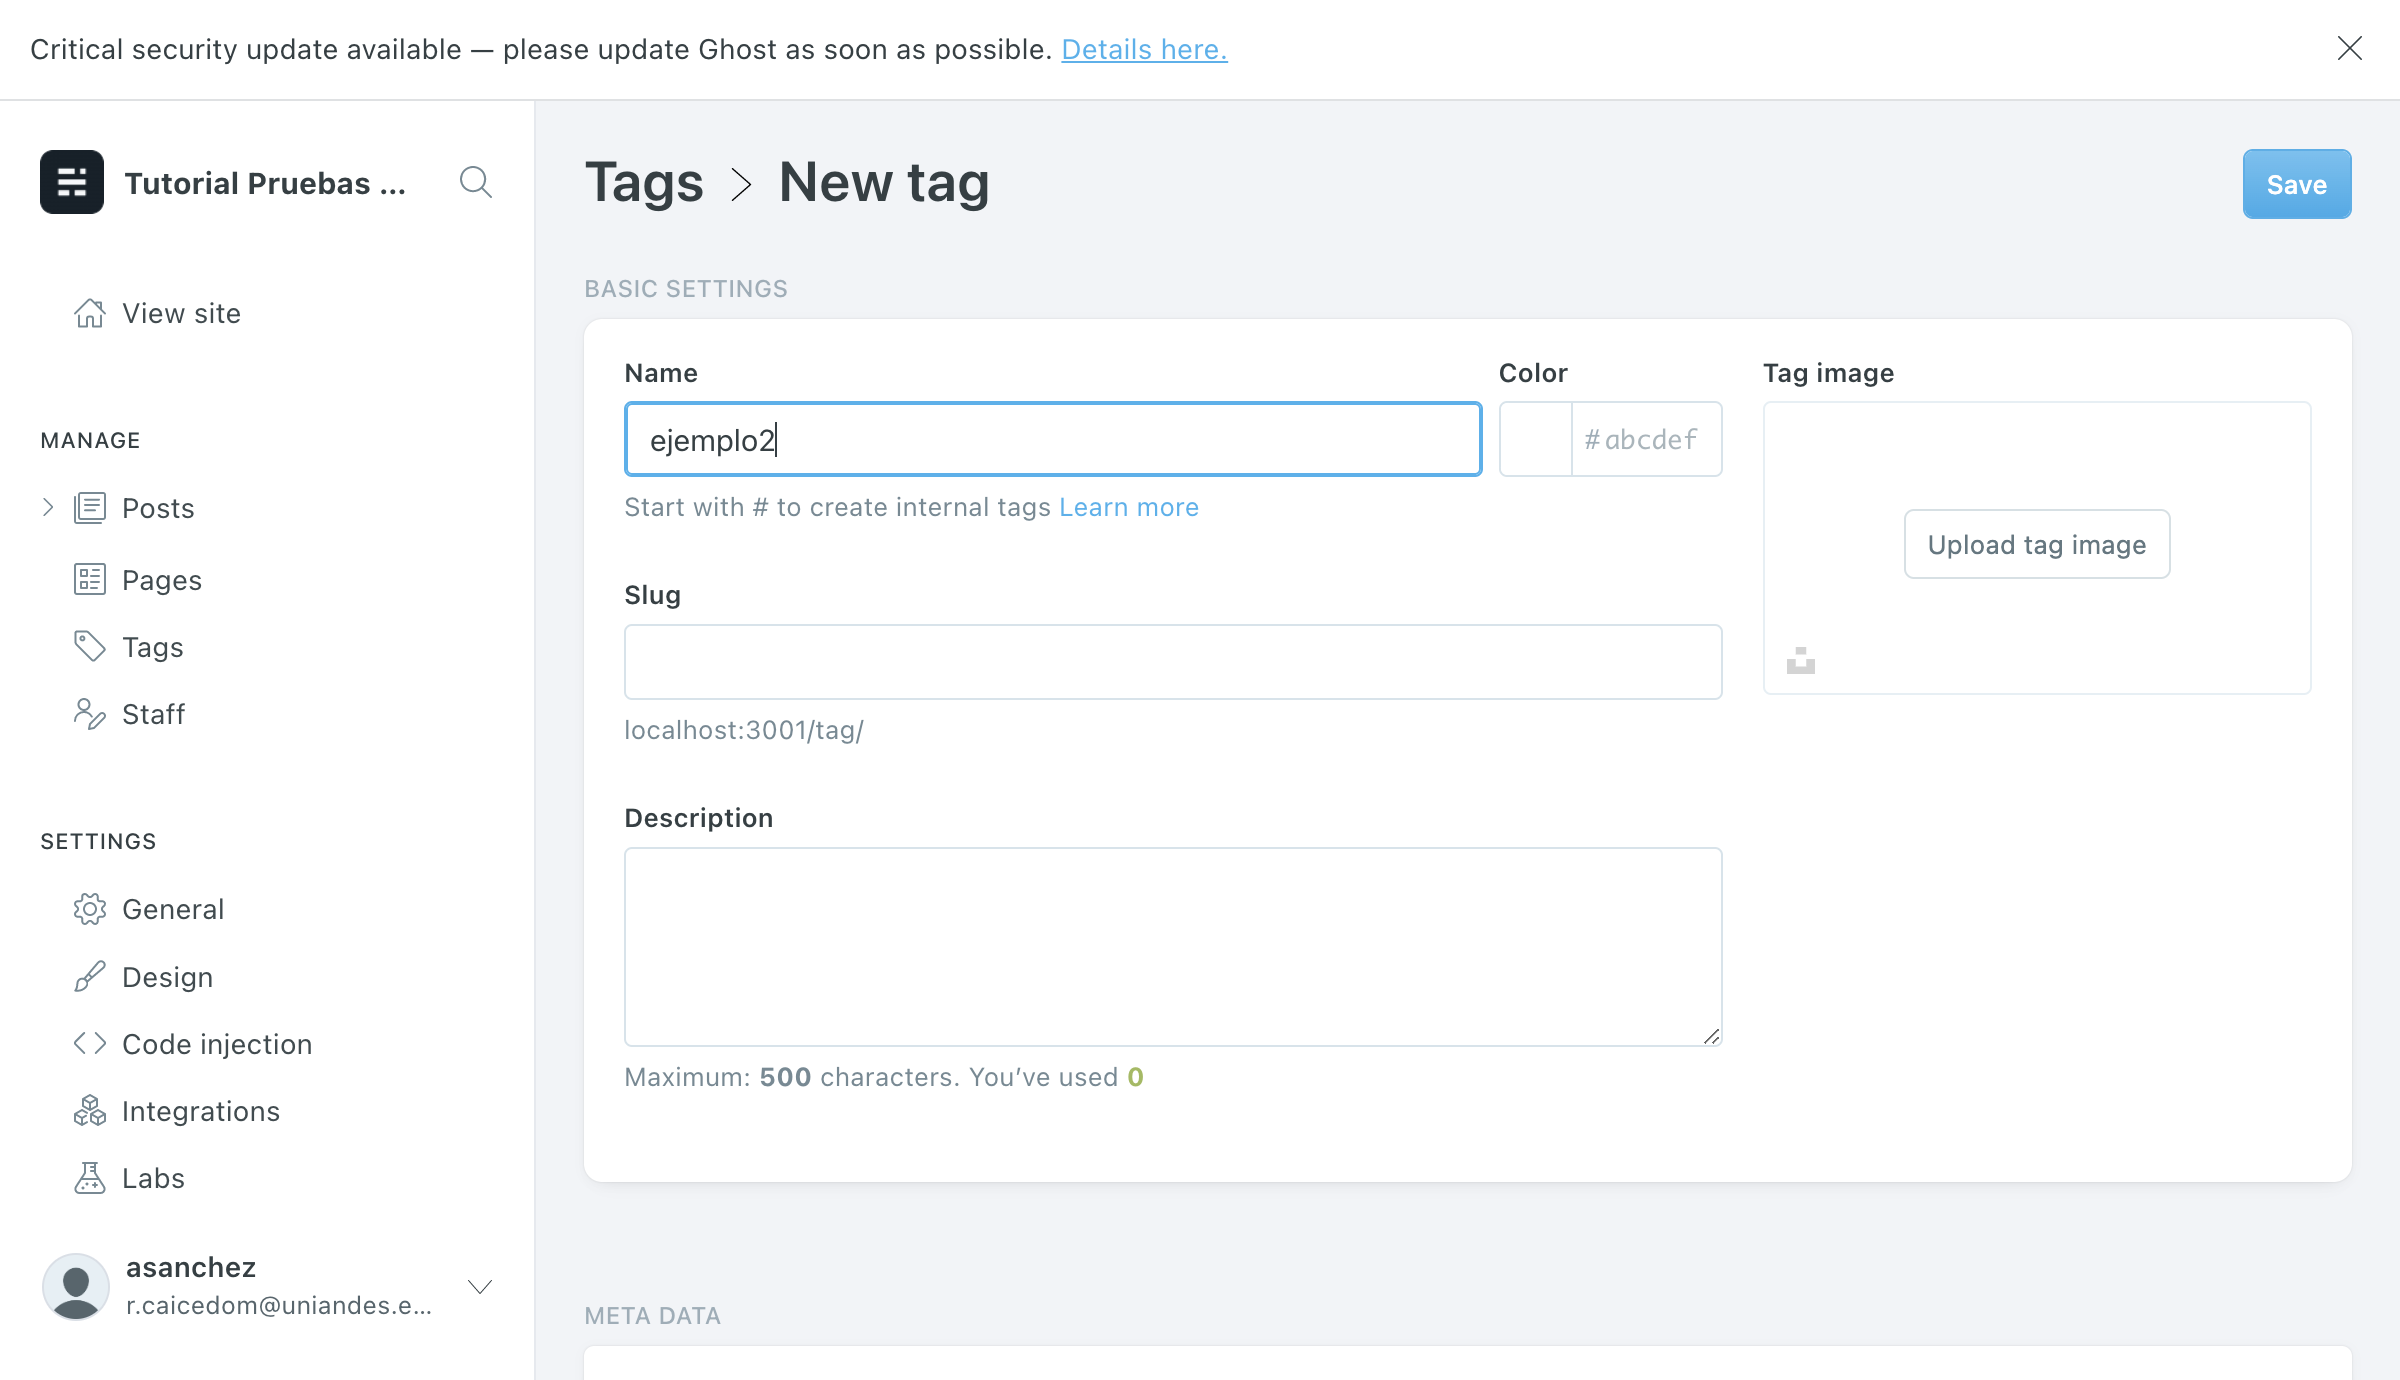 Critical security update available — please update Ghost as soon as possible. Details here.
Tutorial Pruebas ...
View site
MANAGE
Posts
Pages
Tags
Staff
SETTINGS
General
Design
Code injection
Integrations
Labs
asanchez
r.caicedom@uniandes.e...
Tags > New tag
Save
BASIC SETTINGS
Name
ejemplo2
Start with # to create internal tags Learn more
Color
#abcdef
Tag image
Upload tag image
Slug
localhost:3001/tag/
Description
Maximum: 500 characters. You’ve used 0
META DATA